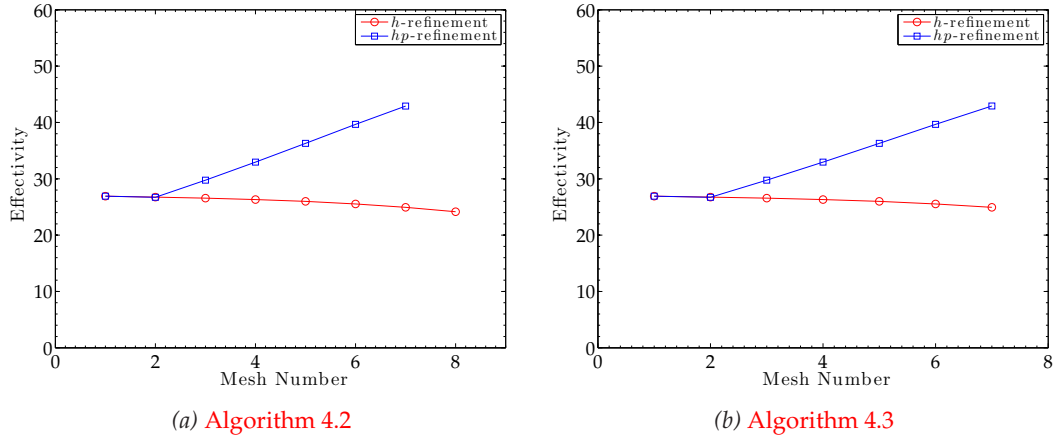 60
50
40
30
20
10
0
0
2
4
6
8
Effectivity
Mesh Number
h-refinement
hp-refinement
(a) Algorithm 4.2
60
50
40
30
20
10
0
0
2
4
6
8
Effectivity
Mesh Number
h-refinement
hp-refinement
(b) Algorithm 4.3